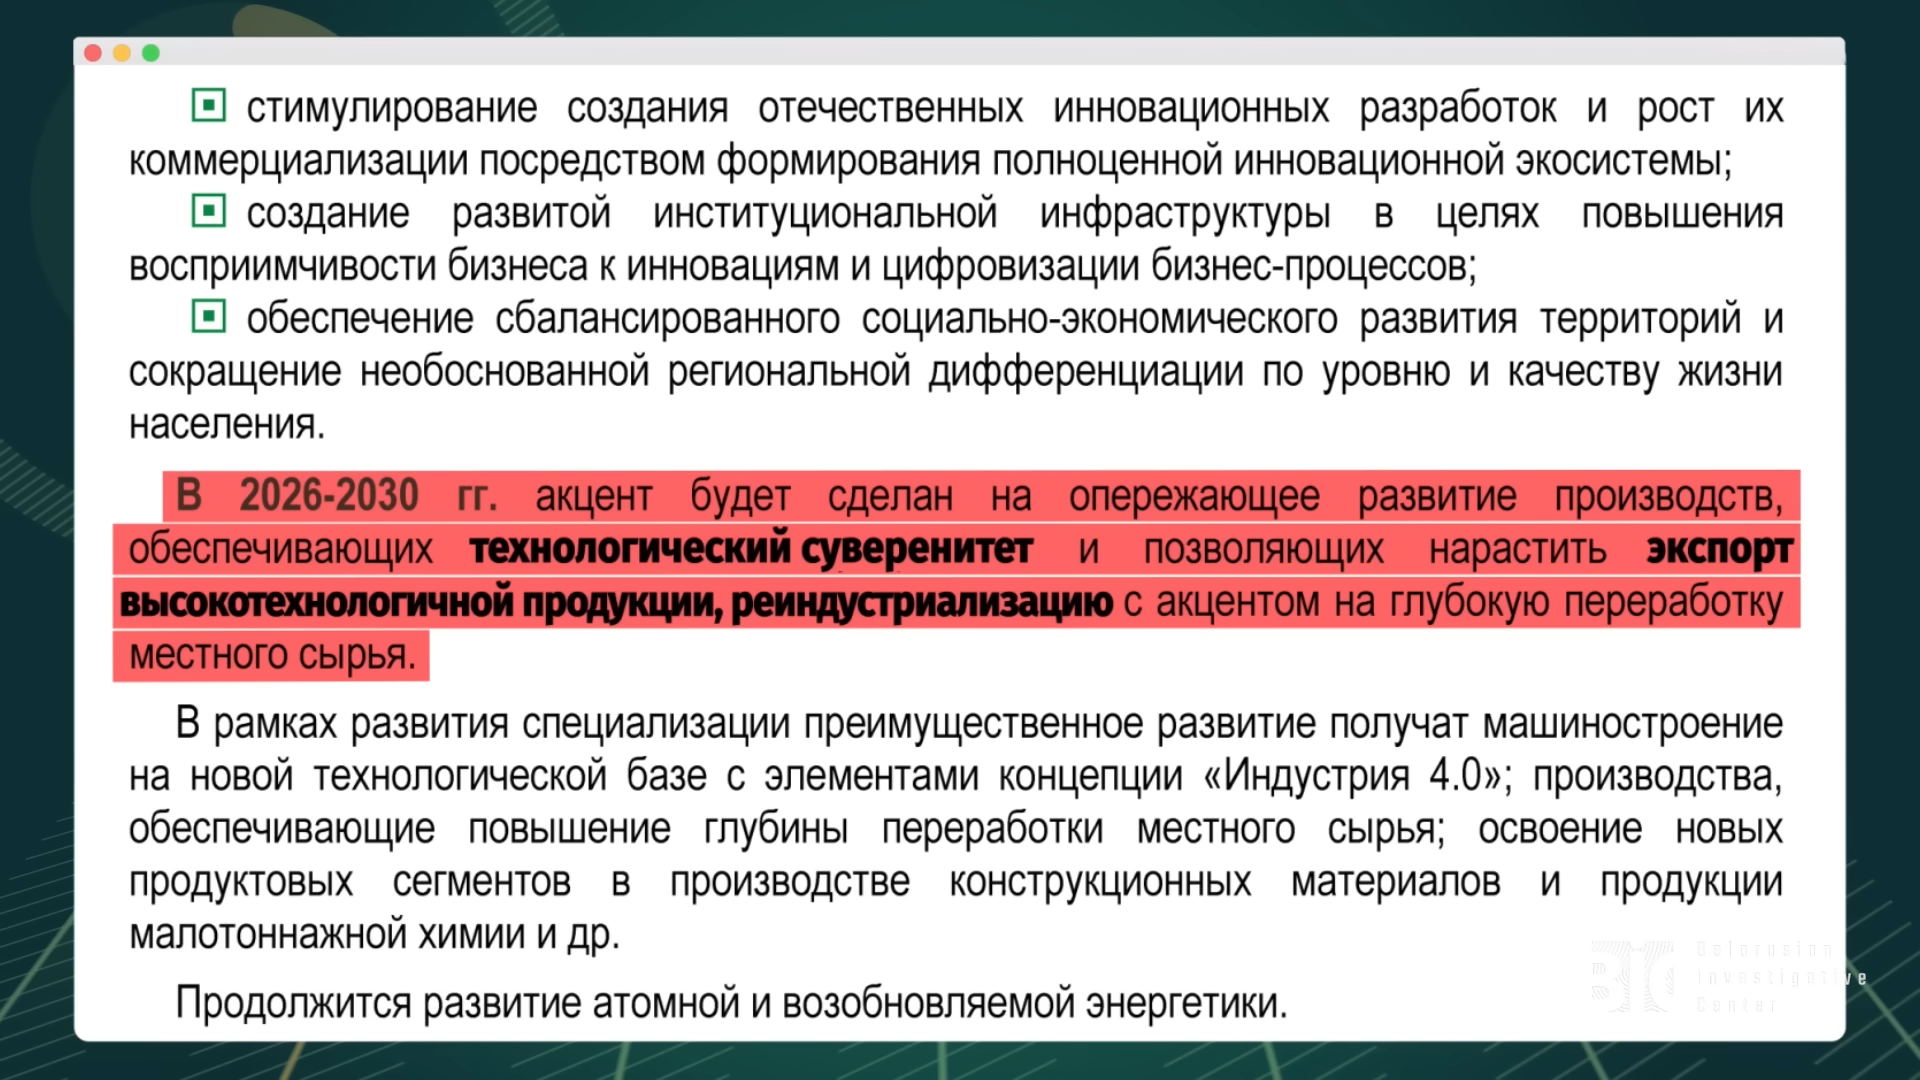 стимулирование создания отечественных инновационных разработок и рост их
коммерциализации посредством формирования полноценной инновационной экосистемы;
создание развитой институциональной инфраструктуры в целях повышения
восприимчивости бизнеса к инновациям и цифровизации бизнес-процессов;
обеспечение сбалансированного социально-экономического развития территорий и
сокращение необоснованной региональной дифференциации по уровню и качеству жизни
населения.
В 2026-2030 гг. акцент будет сделан на опережающее развитие производств,
обеспечивающих технологический суверенитет и позволяющих нарастить экспорт
высокотехнологичной продукции, реиндустриализацию с акцентом на глубокую переработку
местного сырья.
В рамках развития специализации преимущественное развитие получат машиностроение
на новой технологической базе с элементами концепции «Индустрия 4.0»; производства,
обеспечивающие повышение глубины переработки местного сырья; освоение новых
продуктовых сегментов в производстве конструкционных материалов и продукции
малотоннажной химии и др.
Продолжится развитие атомной и возобновляемой энергетики.
BIC
Belarusian
Investigative
Center